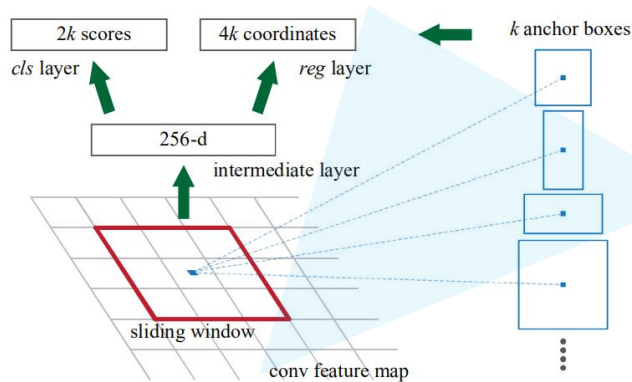 2k scores
4k coordinates
k anchor boxes
cls layer
reg layer
256-d
intermediate layer
sliding window
conv feature map